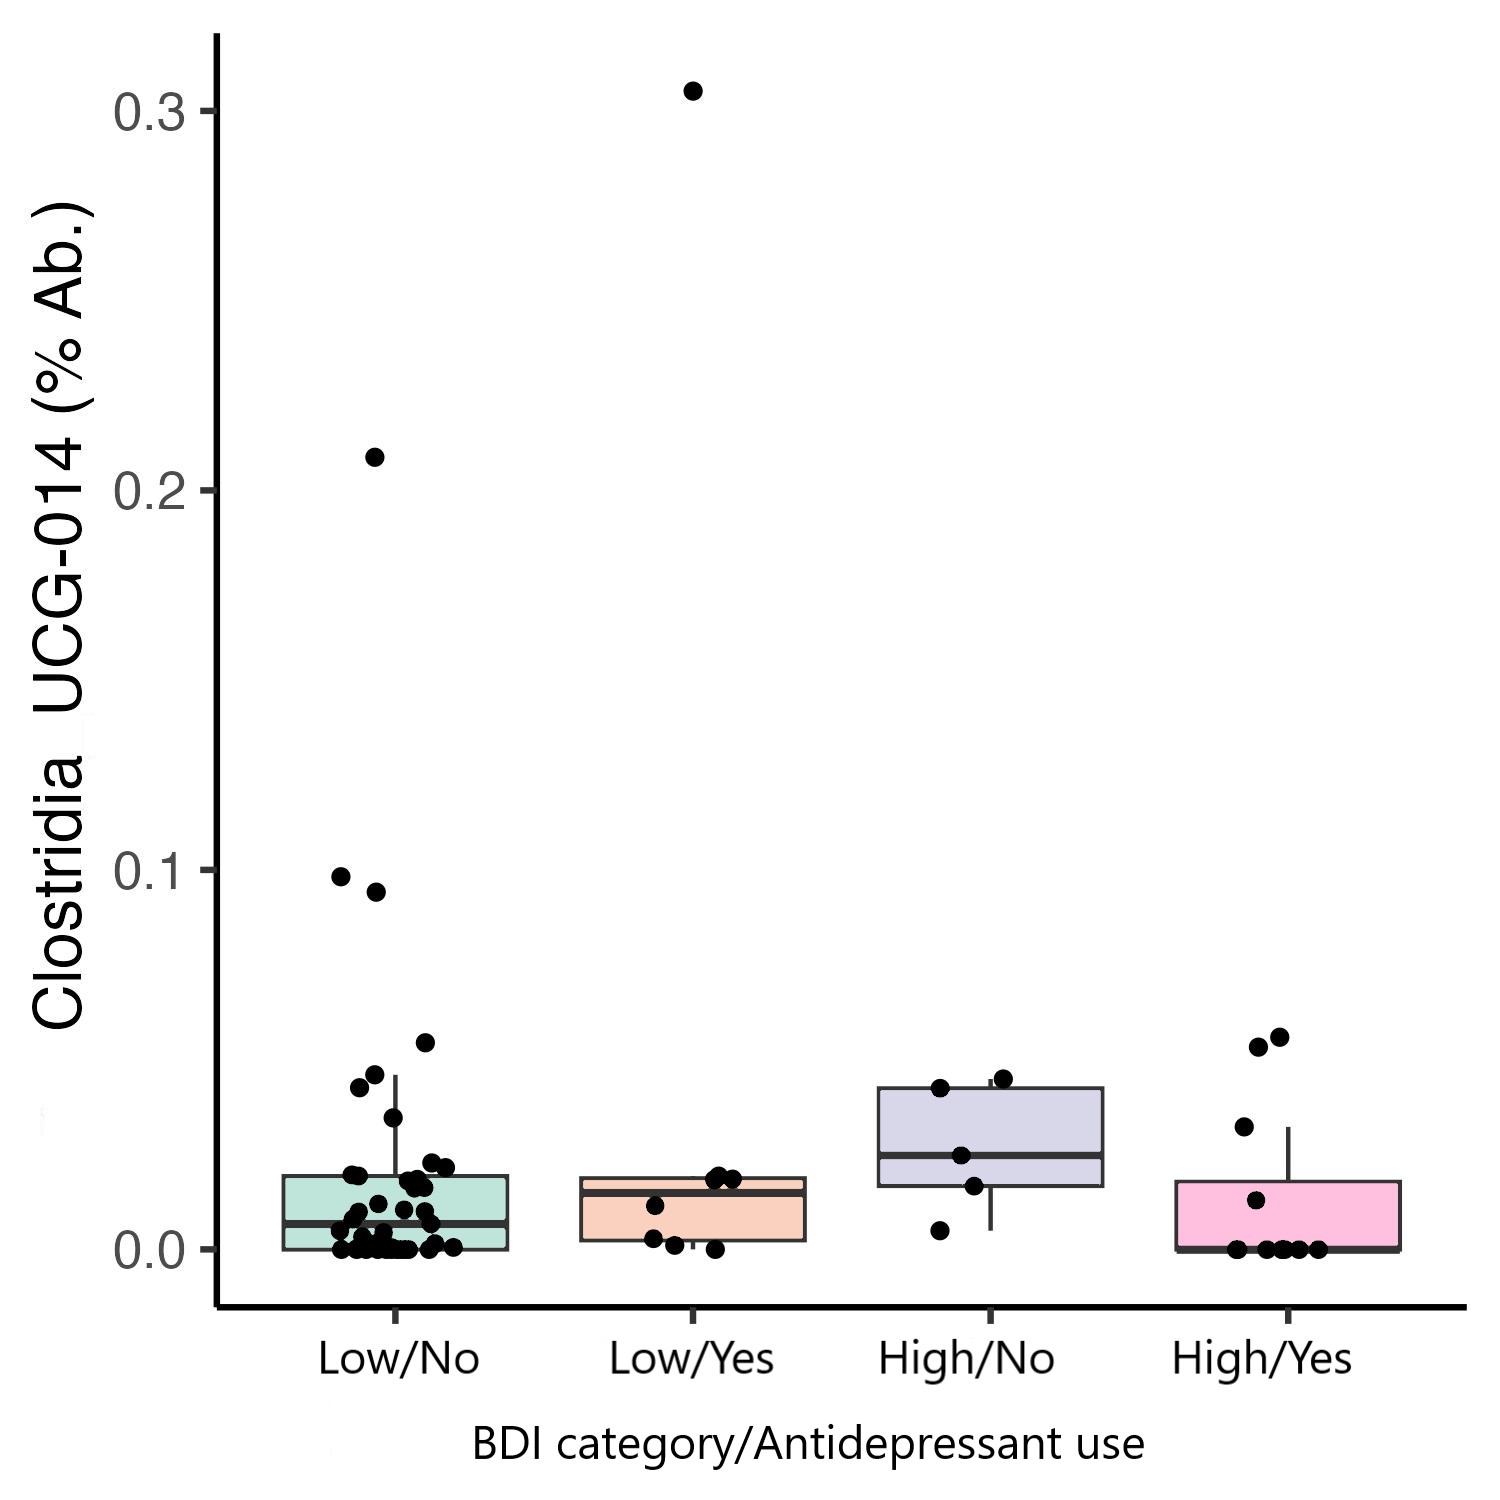 Clostridia UCG-014 (% Ab.)
0.3
0.2
0.1
0.0
Low/No Low/Yes High/No High/Yes
BDI category/Antidepressant use